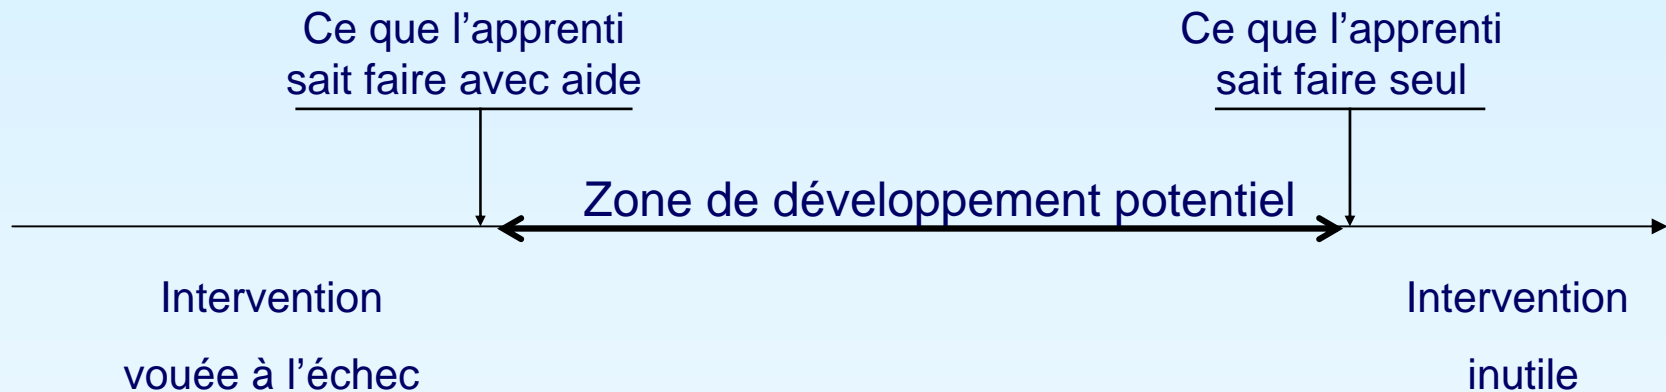 Ce que l’apprenti
sait faire avec aide
Ce que l’apprenti
sait faire seul
Zone de développement potentiel
Intervention
vouée à l’échec
Intervention
inutile